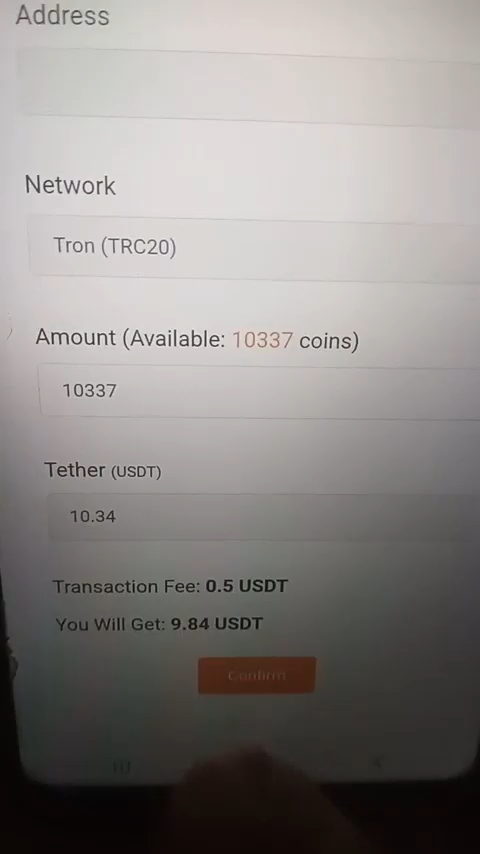 Address
Network
Tron (TRC20)
Amount (Available: 10337 coins)
10337
Tether (USDT)
10.34
Transaction Fee: 0.5 USDT
You Will Get: 9.84 USDT
Confirm